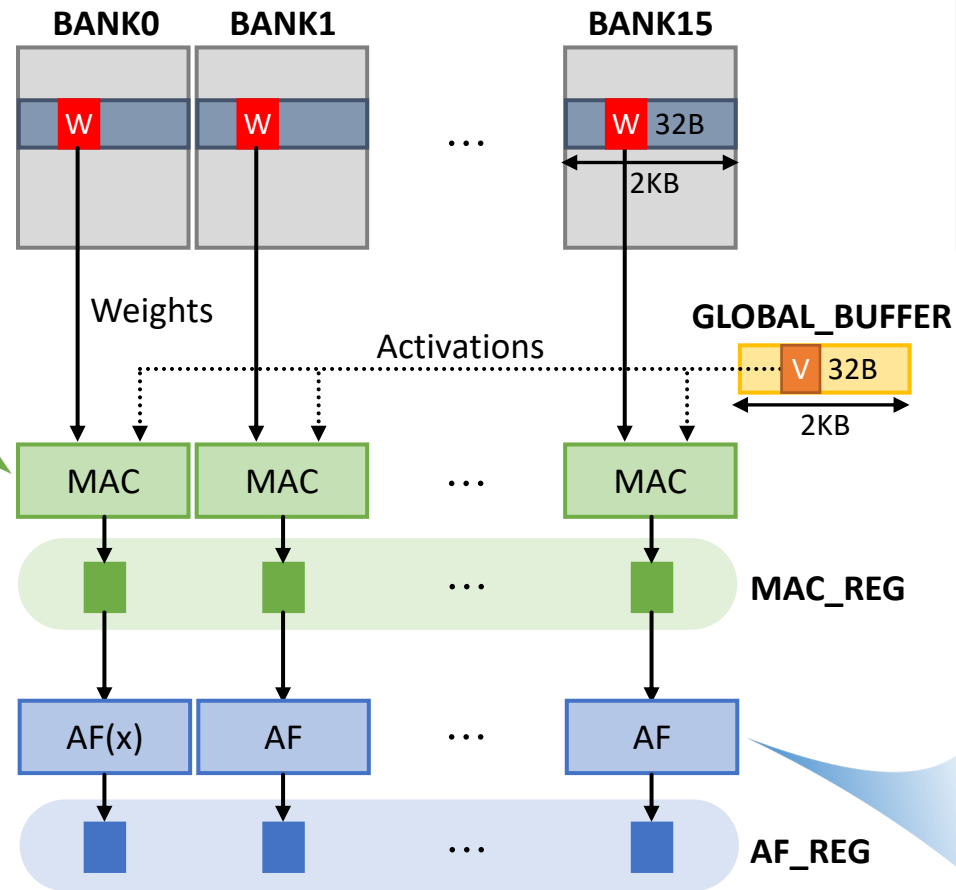 BANK0 BANK1 BANK15
W W ... W 32B
2KB
Weights
GLOBAL_BUFFER
Activations
V 32B
2KB
MAC MAC ... MAC
...
MAC_REG
AF(x) AF ... AF
...
AF_REG